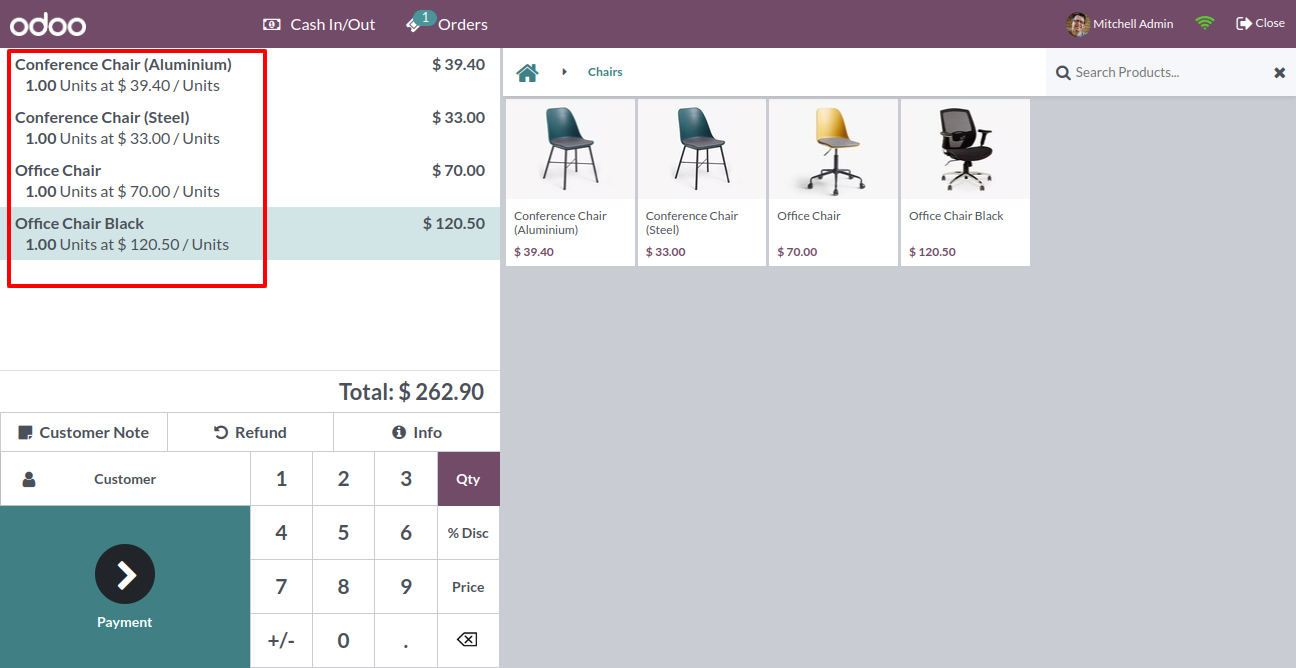 odoo
Cash In/Out
1
Orders
Mitchell Admin
Close
Conference Chair (Aluminium) $ 39.40
1.00 Units at $ 39.40 / Units
Conference Chair (Steel) $ 33.00
1.00 Units at $ 33.00 / Units
Office Chair $ 70.00
1.00 Units at $ 70.00 / Units
Office Chair Black $ 120.50
1.00 Units at $ 120.50 / Units
Total: $ 262.90
Customer Note Refund Info
Customer
1 2 3 Qty
4 5 6 % Disc
7 8 9 Price
+/- 0 .
Payment
Chairs
Search Products...
Conference Chair
(Aluminium)
$ 39.40
Conference Chair
(Steel)
$ 33.00
Office Chair
$ 70.00
Office Chair Black
$ 120.50